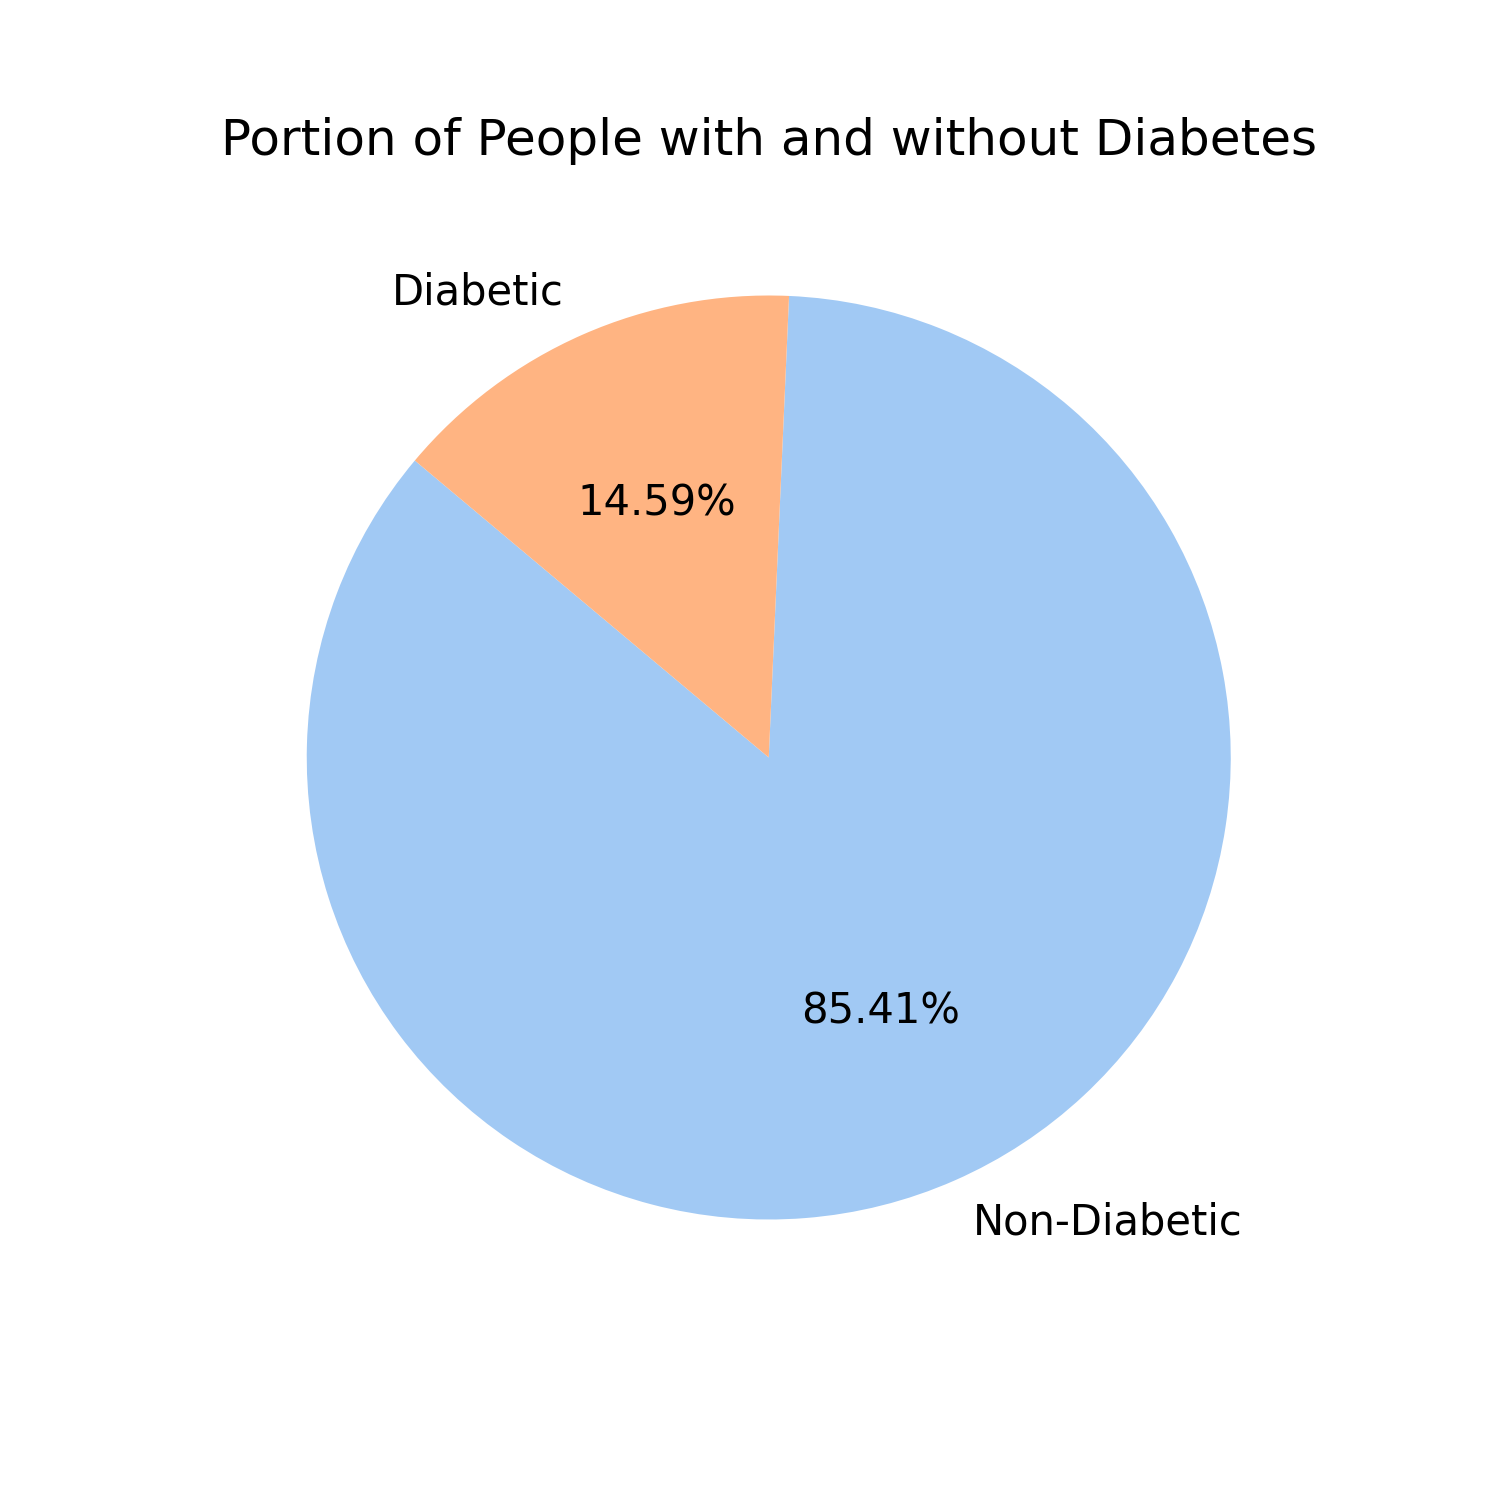 Portion of People with and without Diabetes
Diabetic
14.59%
85.41%
Non-Diabetic